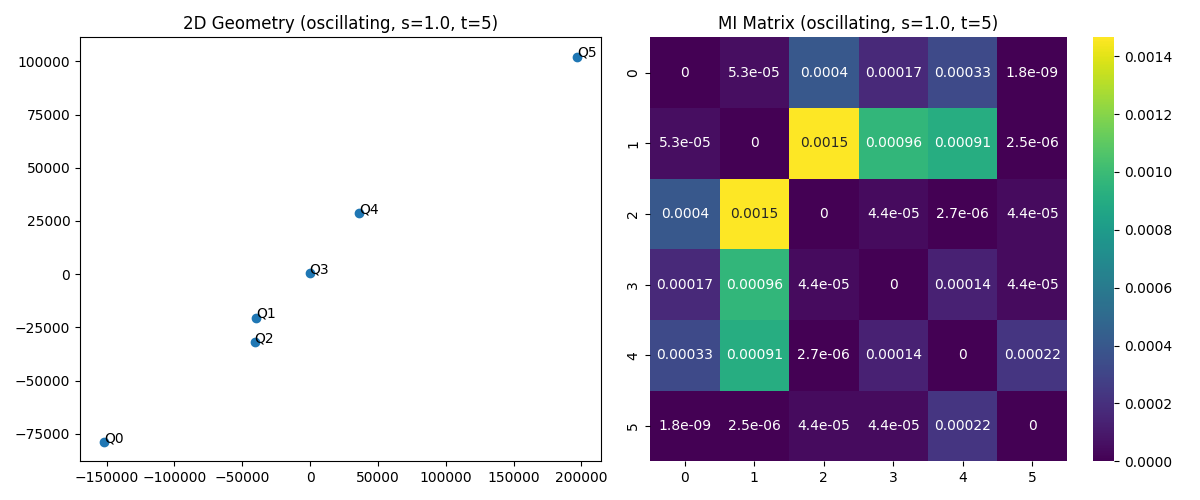 2D Geometry (oscillating, s=1.0, t=5)
100000
75000
50000
25000
0
−25000
−50000
−75000
−150000 −100000 −50000 0 50000 100000 150000 200000
Q5
Q4
Q3
Q1
Q2
Q0
MI Matrix (oscillating, s=1.0, t=5)
0 0 5.3e-05 0.0004 0.00017 0.00033 1.8e-09
1 5.3e-05 0 0.0015 0.00096 0.00091 2.5e-06
2 0.0004 0.0015 0 4.4e-05 2.7e-06 4.4e-05
3 0.00017 0.00096 4.4e-05 0 0.00014 4.4e-05
4 0.00033 0.00091 2.7e-06 0.00014 0 0.00022
5 1.8e-09 2.5e-06 4.4e-05 4.4e-05 0.00022 0
0 1 2 3 4 5
0.0014
0.0012
0.0010
0.0008
0.0006
0.0004
0.0002
0.0000